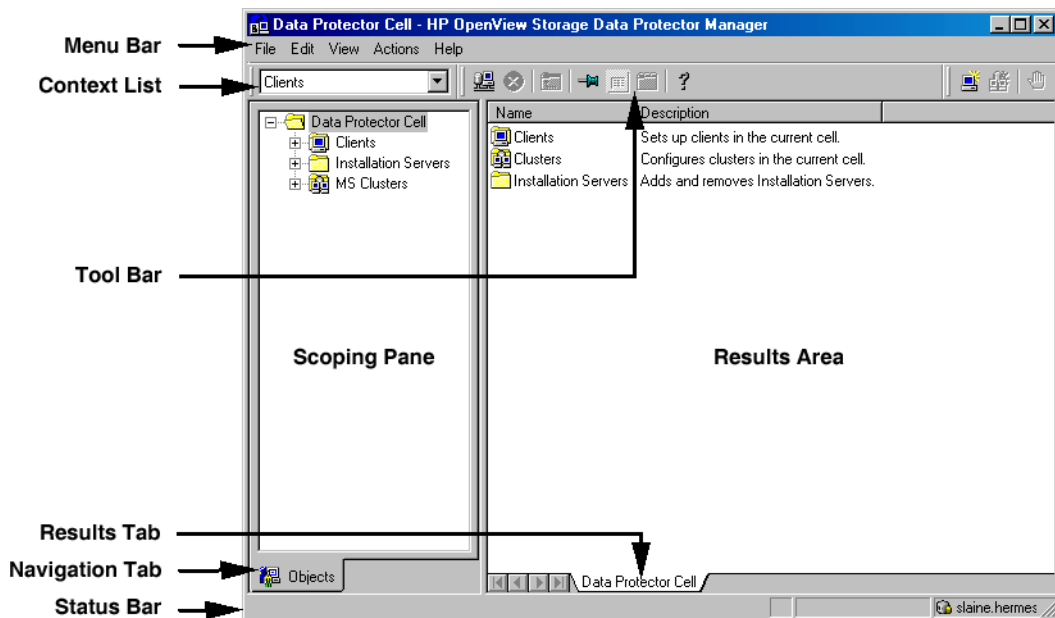 Data Protector Cell - HP OpenView Storage Data Protector Manager
Menu Bar
File Edit View Actions Help
Context List
Clients
?
Name Description
Data Protector Cell
Clients
Installation Servers
MS Clusters
Clients Sets up clients in the current cell.
Clusters Configures clusters in the current cell.
Installation Servers Adds and removes Installation Servers.
Tool Bar
Scoping Pane
Results Area
Results Tab
Navigation Tab
Objects
Data Protector Cell
Status Bar
slaine.hermes